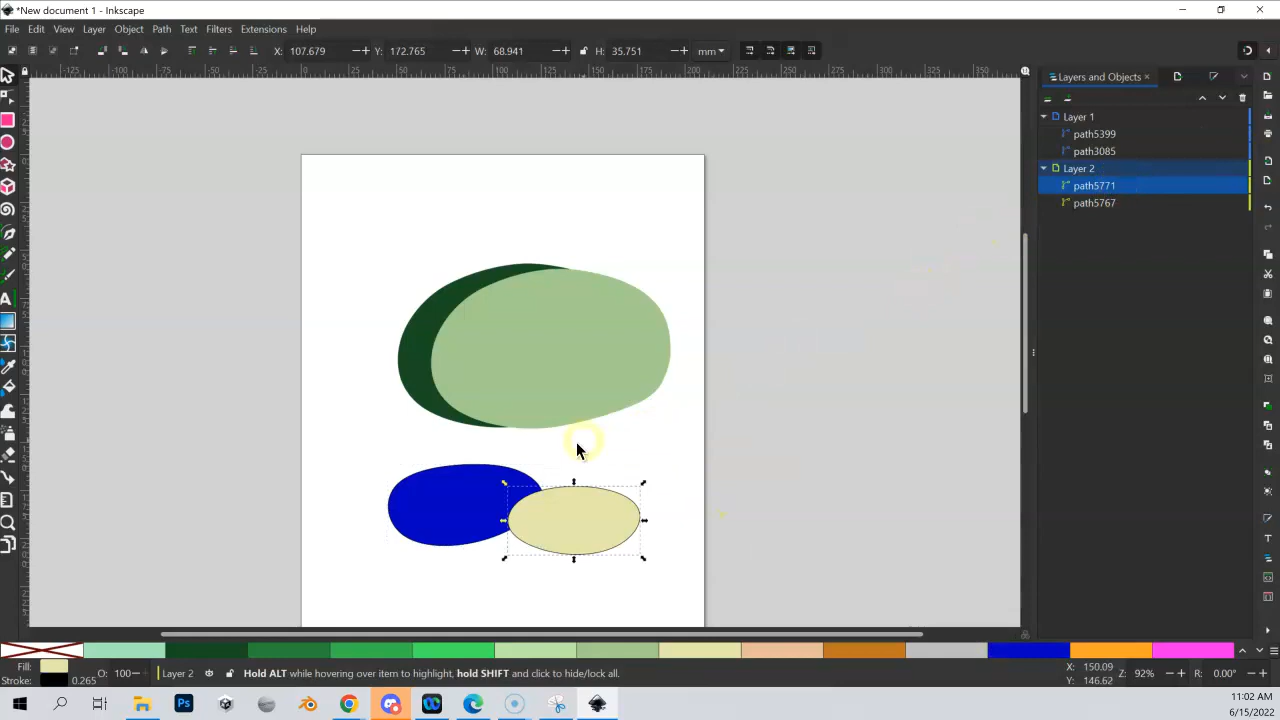 *New document 1 - Inkscape
File Edit View Layer Object Path Text Filters Extensions Help
X: 107.679 Y: 172.765 W: 68.941 H: 35.751 mm
Layers and Objects
Layer 1
path5399
path3085
Layer 2
path5771
path5767
Fill:
Stroke: 0.265 O: 100 Layer 2 Hold ALT while hovering over item to highlight, hold SHIFT and click to hide/lock all.
X: 150.09
Y: 146.62
Z: 92% R: 0.00°
11:02 AM
6/15/2022